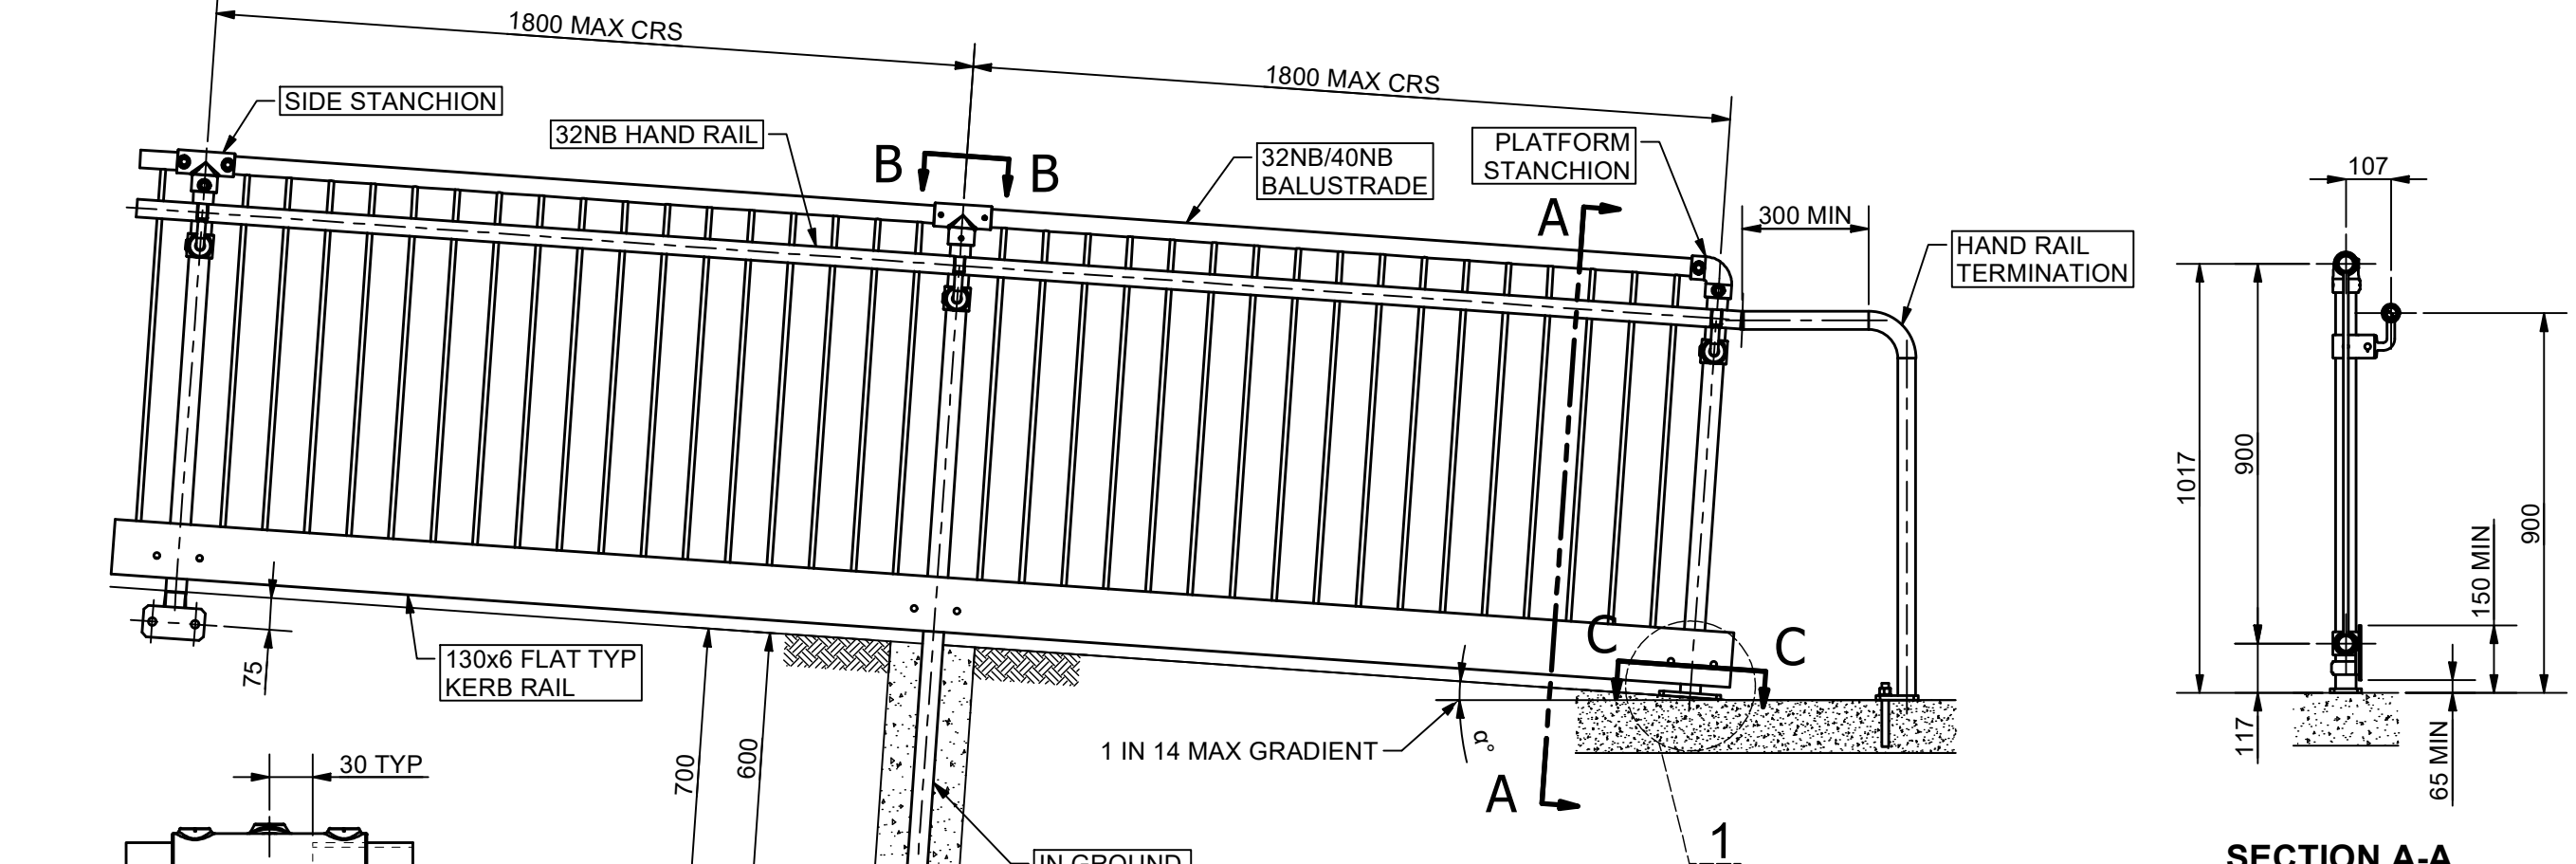 1800 MAX CRS
1800 MAX CRS
SIDE STANCHION
32NB HAND RAIL
B
B
32NB/40NB
BALUSTRADE
PLATFORM
STANCHION
A
300 MIN
HAND RAIL
TERMINATION
107
1017
900
900
150 MIN
117
65 MIN
75
130x6 FLAT TYP
KERB RAIL
700
600
C
C
1 IN 14 MAX GRADIENT
α°
A
1
30 TYP
IN GROUND
SECTION A-A